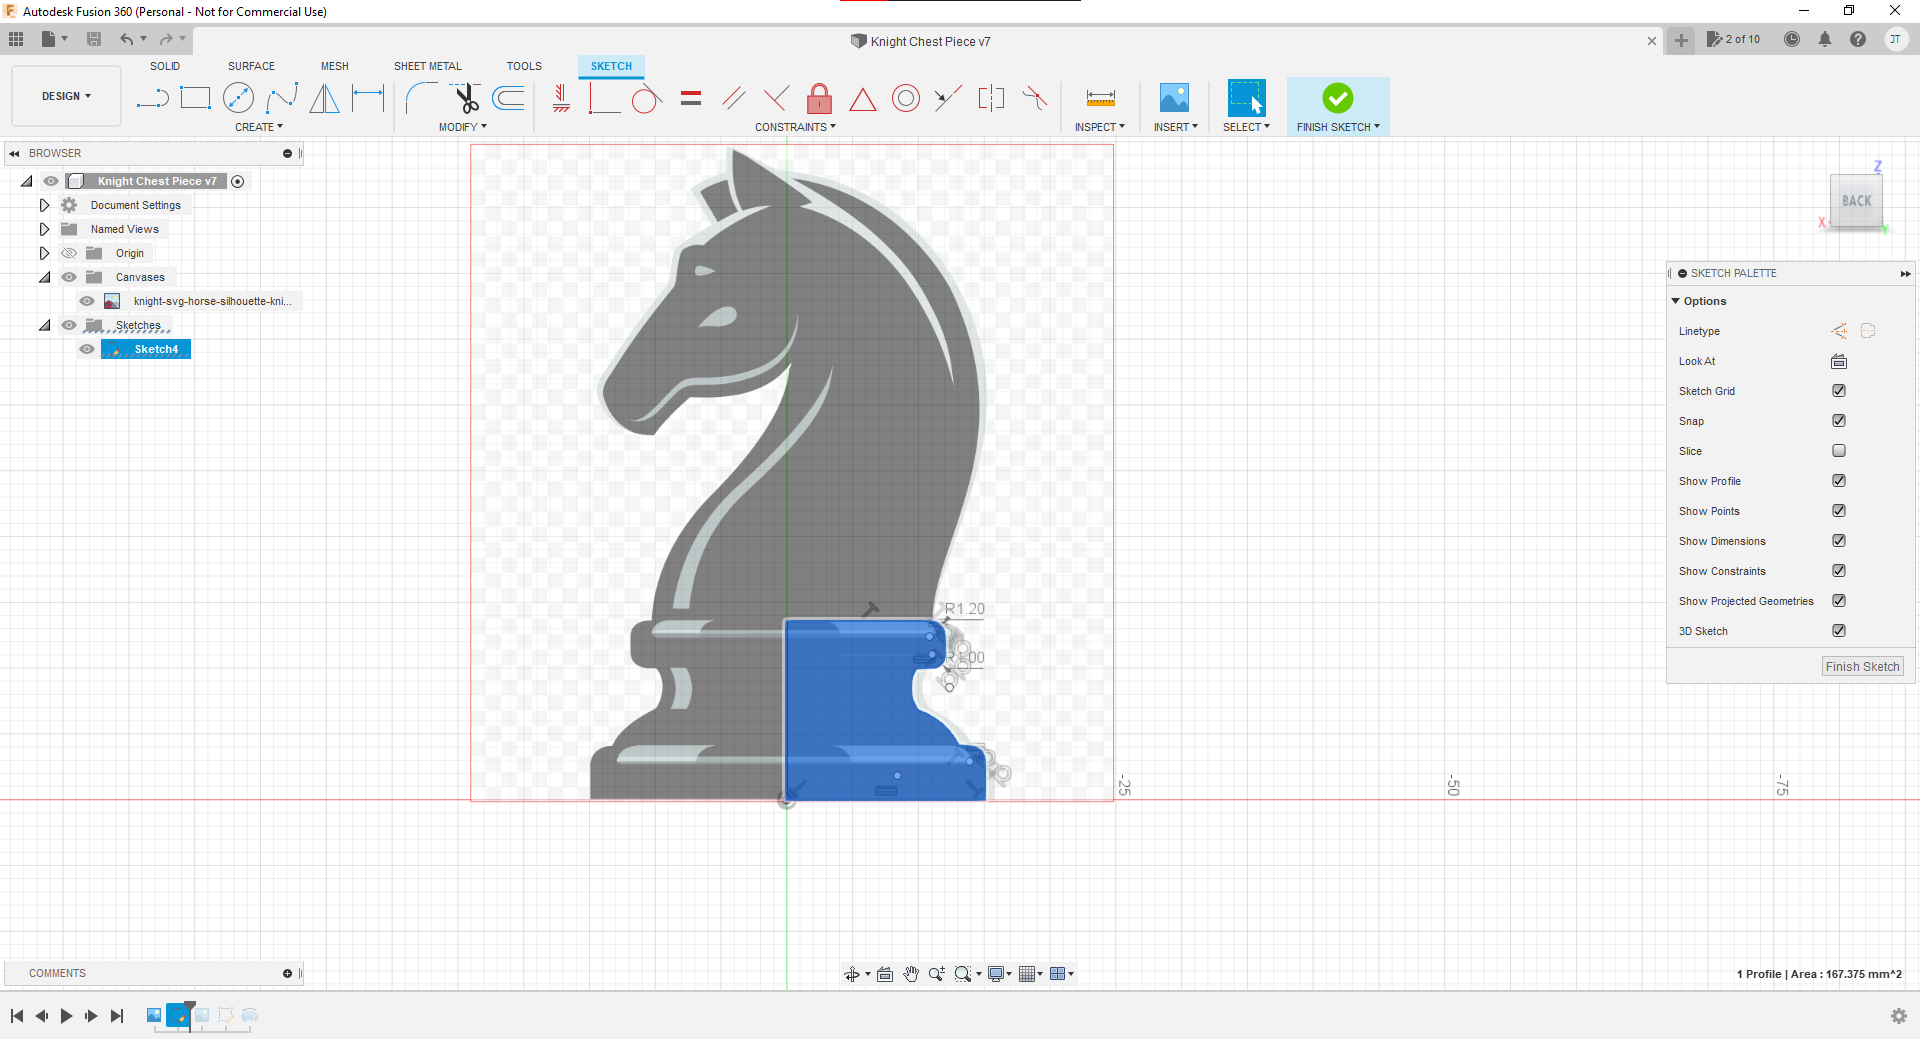 Autodesk Fusion 360 (Personal - Not for Commercial Use)
Knight Chest Piece v7
2 of 10
JT
DESIGN
SOLID
SURFACE
MESH
SHEET METAL
TOOLS
SKETCH
CREATE
MODIFY
CONSTRAINTS
INSPECT
INSERT
SELECT
FINISH SKETCH
BROWSER
Knight Chest Piece v7
Document Settings
Named Views
Origin
Canvases
knight-svg-horse-silhouette-kni...
Sketches
Sketch4
Z
BACK
X
Y
SKETCH PALETTE
Options
Linetype
Look At
Sketch Grid
Snap
Slice
Show Profile
Show Points
Show Dimensions
Show Constraints
Show Projected Geometries
3D Sketch
Finish Sketch
R1.20
R1.00
-25
-50
-75
COMMENTS
1 Profile | Area : 167.375 mm^2